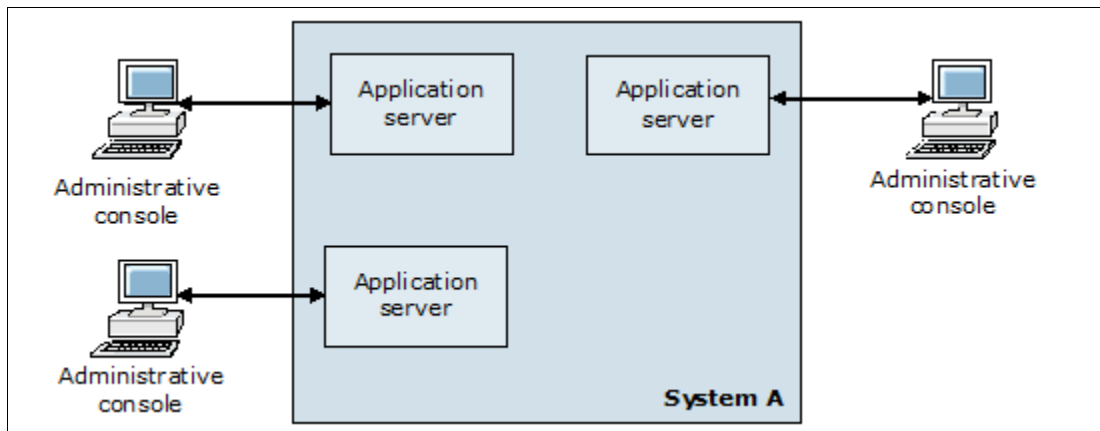 Application
server
Application
server
Administrative
console
Administrative
console
Application
server
Administrative
console
System A